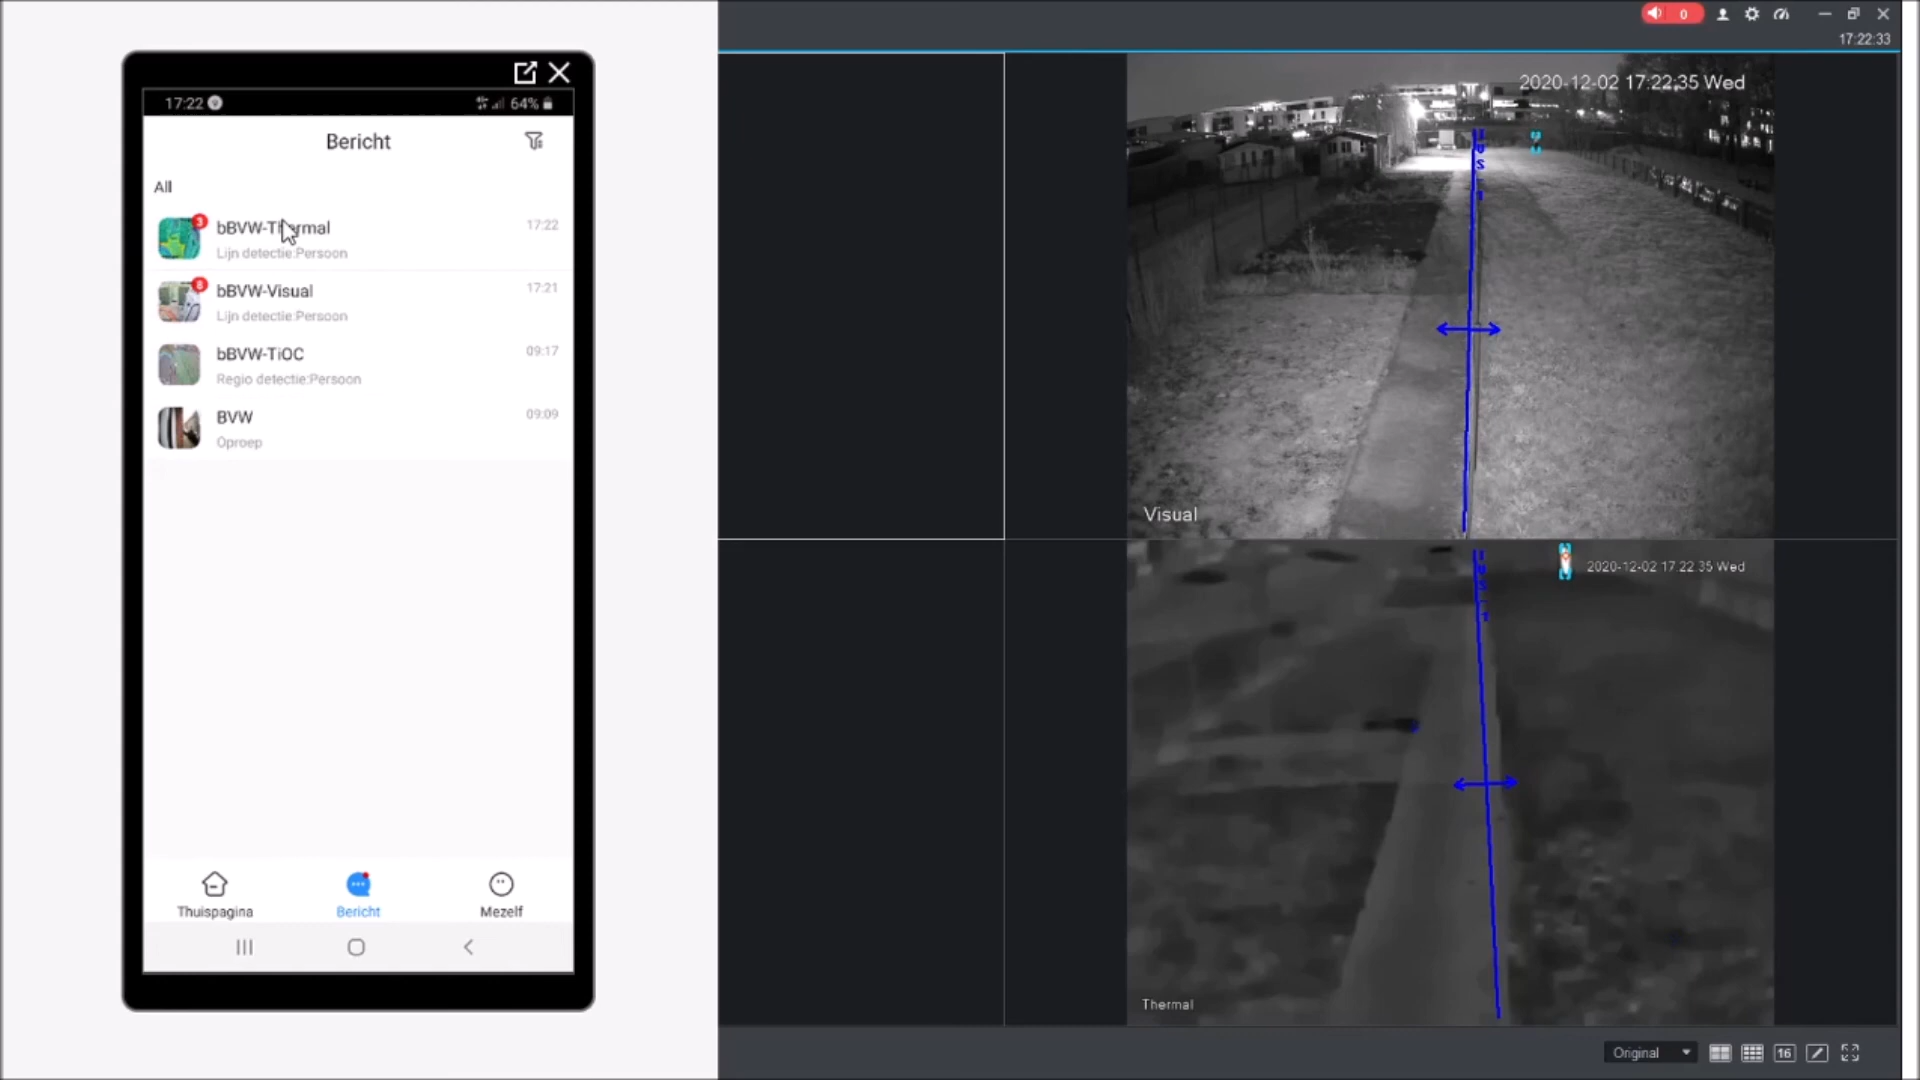 17:22
64%
Bericht
All
3
bBVW-Thermal
17:22
Lijn detectie:Persoon
8
bBVW-Visual
17:21
Lijn detectie:Persoon
bBVW-TiOC
09:17
Regio detectie:Persoon
BVW
09:09
Oproep
Thuispagina
Bericht
Mezelf
0
17:22:33
2020-12-02 17:22:35 Wed
Visual
2020-12-02 17:22:35 Wed
Thermal
Original
16